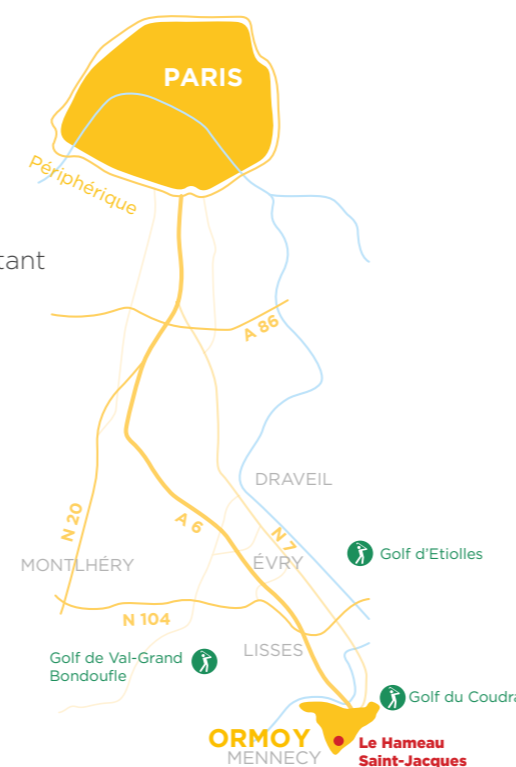 PARIS
Périphérique
A 86
DRAVEIL
N 20
A 6
N 7
Golf d'Etiolles
MONTLHÉRY
ÉVRY
N 104
LISSES
Golf de Val-Grand
Bondoufle
Golf du Coudra
ORMOY
Le Hameau
Saint-Jacques
MENNECY